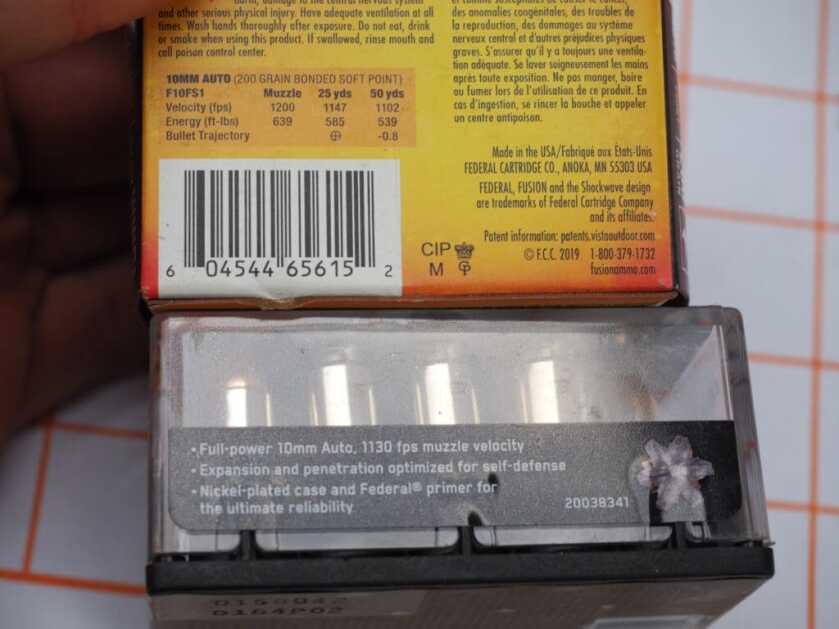 harm, damage to the central nervous system
and other serious physical injury. Have adequate ventilation at all
times. Wash hands thoroughly after exposure. Do not eat, drink
or smoke when using this product. If swallowed, rinse mouth and
call poison control center.
10MM AUTO (200 GRAIN BONDED SOFT POINT)
F10FS1 Muzzle 25 yds 50 yds
Velocity (fps) 1200 1147 1102
Energy (ft-lbs) 639 585 539
Bullet Trajectory ⊕ -0.8
6 04544 65615 2
et comme susceptibles de causer le cancer,
des anomalies congénitales, des troubles de
la reproduction, des dommages au système
nerveux central et d'autres préjudices physiques
graves. S'assurer qu'il y a toujours une ventila-
tion adéquate. Se laver soigneusement les mains
après toute exposition. Ne pas manger, boire
ou fumer lors de l'utilisation de ce produit. En
cas d'ingestion, se rincer la bouche et appeler
un centre antipoison.
Made in the USA/Fabriqué aux États-Unis
FEDERAL CARTRIDGE CO., ANOKA, MN 55303 USA
FEDERAL, FUSION and the Shockwave design
are trademarks of Federal Cartridge Company
and its affiliates.
Patent information: patents.vistaoutdoor.com
© F.C.C. 2019 1-800-379-1732
fusionammo.com
CIP
M GP
• Full-power 10mm Auto, 1130 fps muzzle velocity
• Expansion and penetration optimized for self-defense
• Nickel-plated case and Federal® primer for
the ultimate reliability
20038341
D164P02